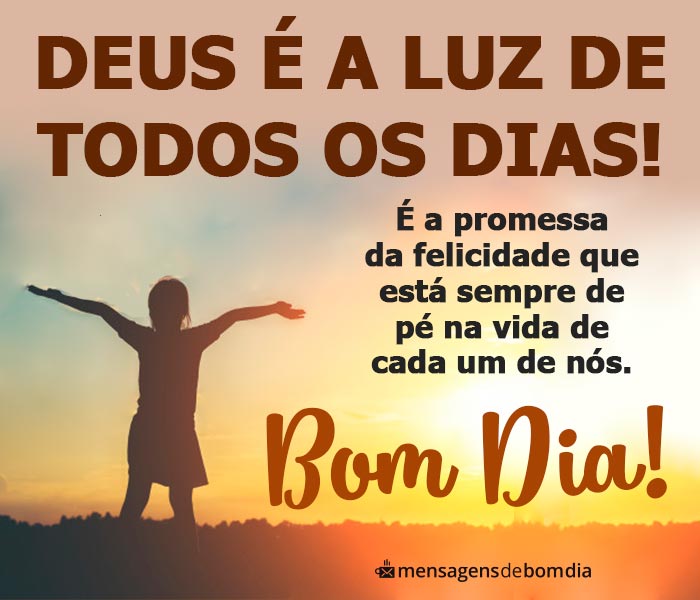 DEUS É A LUZ DE
TODOS OS DIAS!
É a promessa
da felicidade que
está sempre de
pé na vida de
cada um de nós.
Bom Dia!
mensagensdebomdia